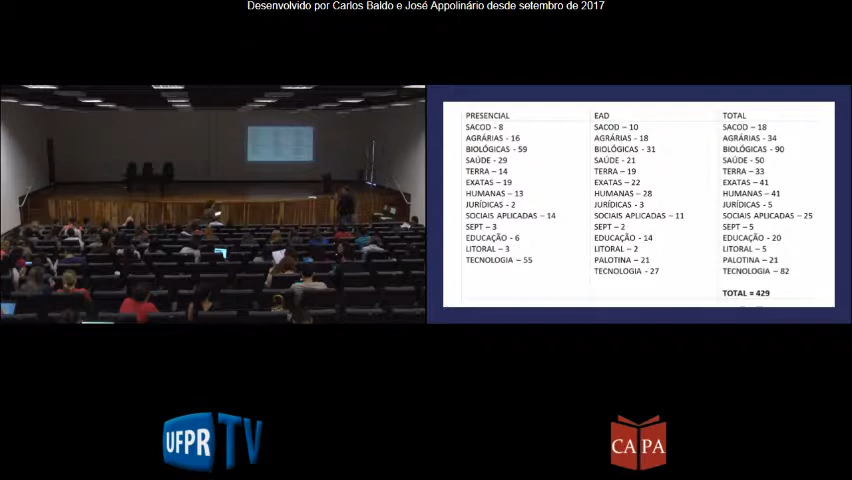 Desenvolvido por Carlos Baldo e José Appolinário desde setembro de 2017
PRESENCIAL
SACOD - 8
AGRÁRIAS - 16
BIOLÓGICAS - 59
SAÚDE - 29
TERRA – 14
EXATAS – 19
HUMANAS – 13
JURÍDICAS - 2
SOCIAIS APLICADAS – 14
SEPT – 3
EDUCAÇÃO - 6
LITORAL – 3
TECNOLOGIA – 55
EAD
SACOD – 10
AGRÁRIAS - 18
BIOLÓGICAS – 31
SAÚDE – 21
TERRA – 19
EXATAS – 22
HUMANAS – 28
JURÍDICAS - 3
SOCIAIS APLICADAS – 11
SEPT – 2
EDUCAÇÃO - 14
LITORAL – 2
PALOTINA – 21
TECNOLOGIA – 27
TOTAL
SACOD – 18
AGRÁRIAS - 34
BIOLÓGICAS – 90
SAÚDE – 50
TERRA – 33
EXATAS – 41
HUMANAS – 41
JURÍDICAS - 5
SOCIAIS APLICADAS – 25
SEPT – 5
EDUCAÇÃO - 20
LITORAL – 5
PALOTINA – 21
TECNOLOGIA – 82
TOTAL = 429
UFPR TV
CAPA